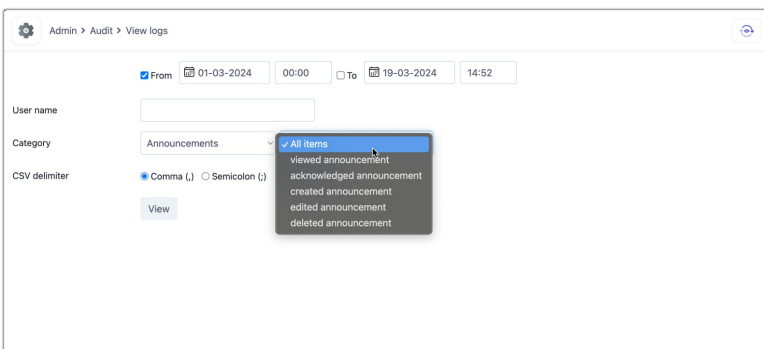 Admin > Audit > View logs
From 01-03-2024 00:00 To 19-03-2024 14:52
User name
Category Announcements ✓ All items
viewed announcement
acknowledged announcement
CSV delimiter Comma (,) Semicolon (;)
created announcement
edited announcement
View
deleted announcement